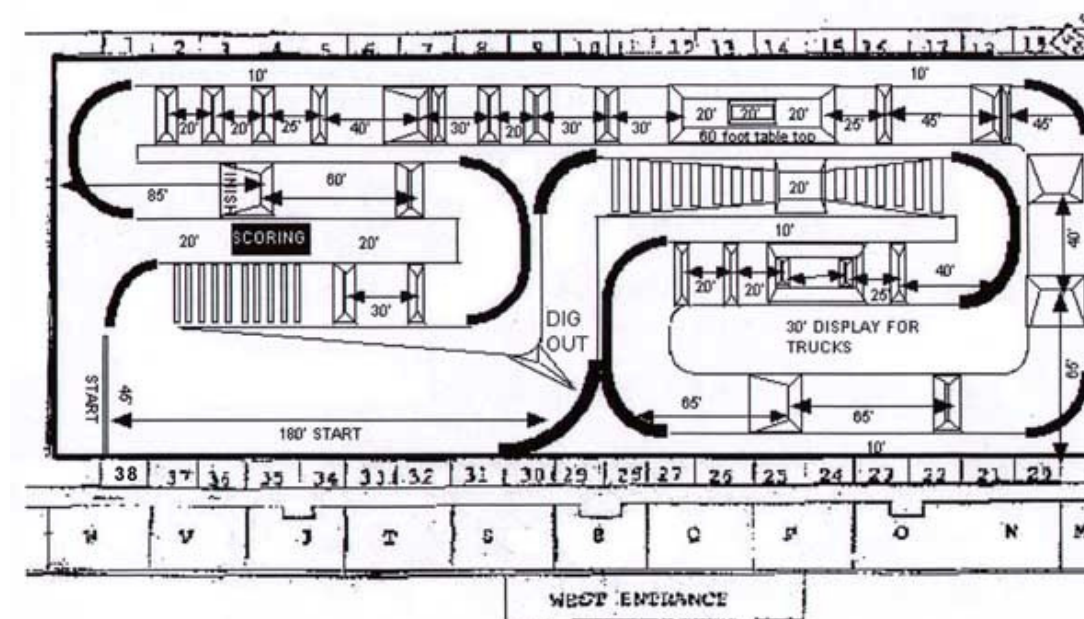 2 3 4 5 6 7 8 9 10 11 12 13 14 15 16 17 18 19
10' 10'
20' 20' 25' 40' 30' 20' 30' 30' 20' 20' 20' 25' 45' 45'
60 foot table top
FINISH
60'
85'
20'
10'
20' SCORING 20'
20' 20' 25' 40'
40'
30'
DIG
OUT
30' DISPLAY FOR
TRUCKS
START
180' START
65' 65'
10'
38 37 36 35 34 33 32 31 30 29 28 27 26 25 24 23 22 21 20
W V J T S Q P O N
WEST ENTRANCE